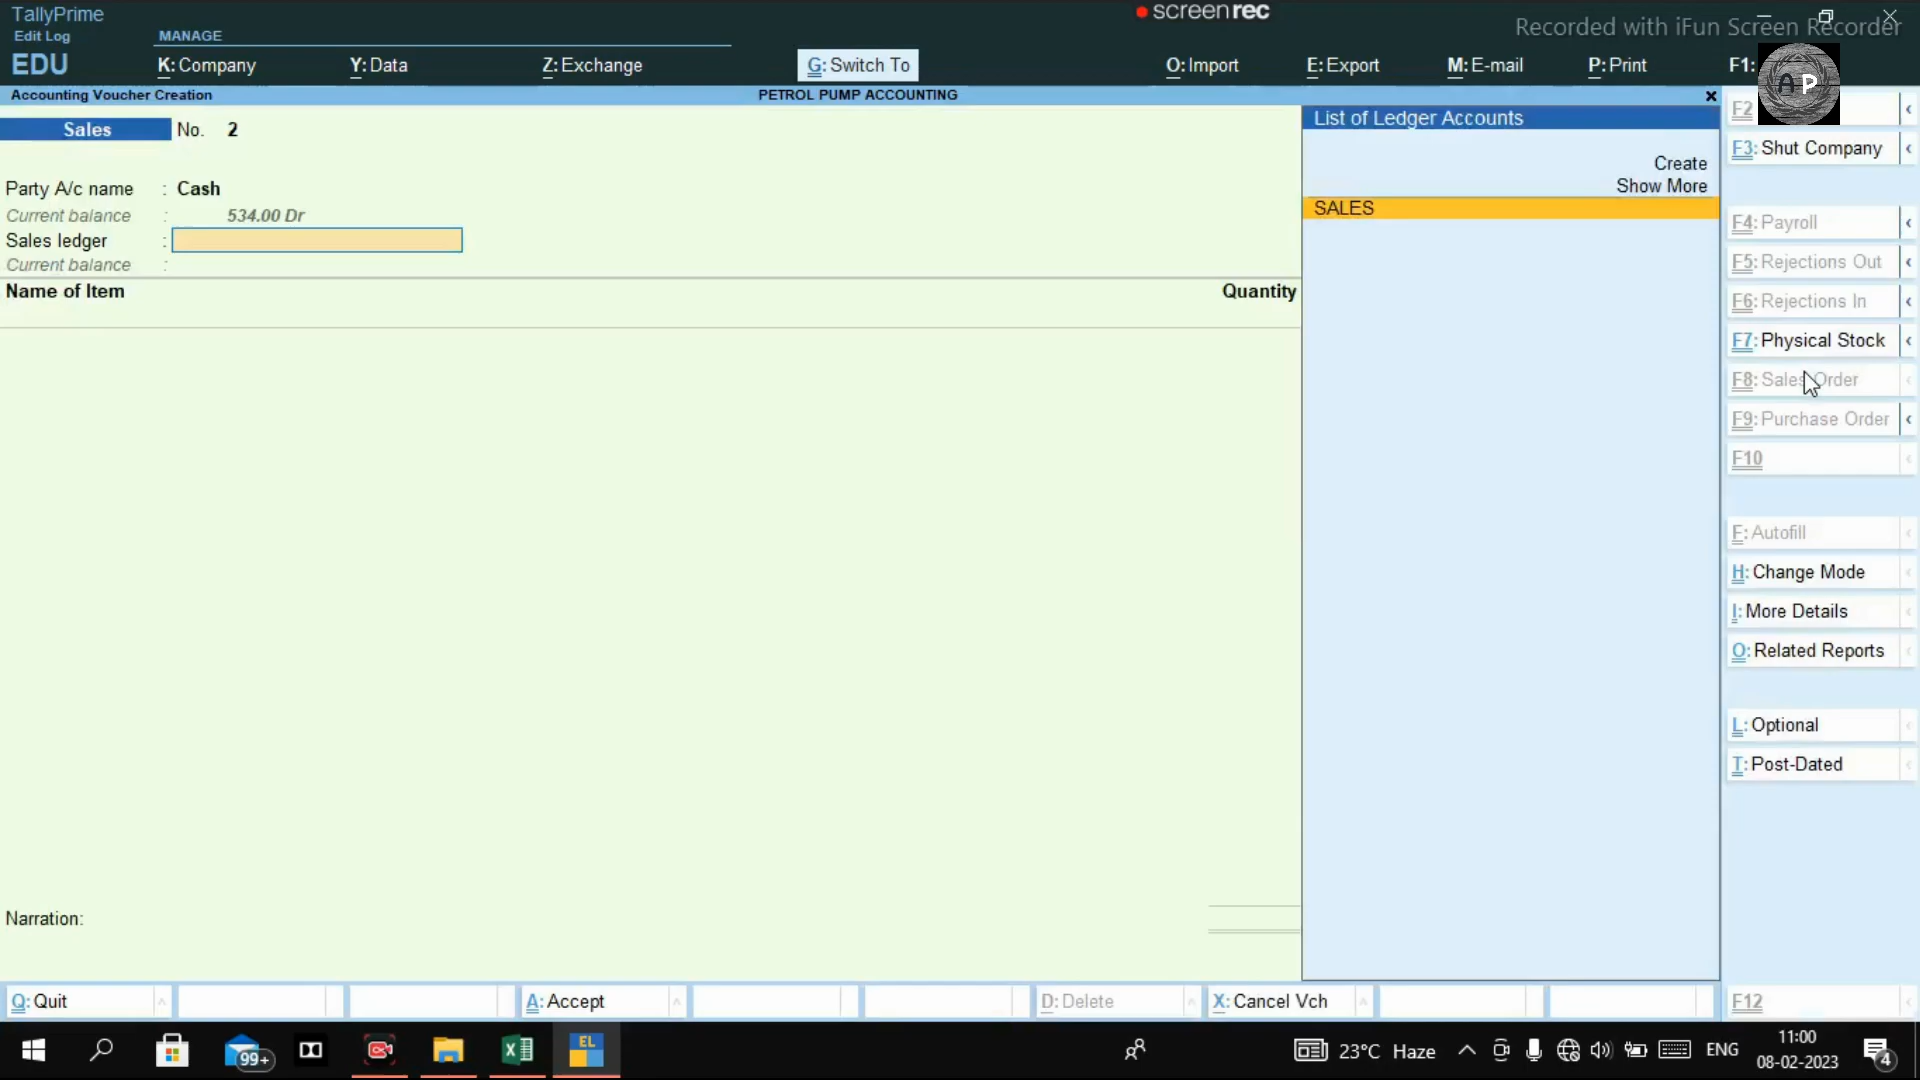 TallyPrime
Edit Log
MANAGE
screenrec
Recorded with iFun Screen Recorder
EDU
K: Company
Y: Data
Z: Exchange
G: Switch To
O: Import
E: Export
M: E-mail
P: Print
F1:
AP
Accounting Voucher Creation
PETROL PUMP ACCOUNTING
Sales No. 2
Party A/c name : Cash
Current balance : 534.00 Dr
Sales ledger :
Current balance :
Name of Item Quantity
Narration:
List of Ledger Accounts
Create
Show More
SALES
F2
F3: Shut Company
F4: Payroll
F5: Rejections Out
F6: Rejections In
F7: Physical Stock
F8: Sales Order
F9: Purchase Order
F10
F: Autofill
H: Change Mode
I: More Details
O: Related Reports
L: Optional
T: Post-Dated
Q: Quit
A: Accept
D: Delete
X: Cancel Vch
F12
99+
EL
23°C Haze
ENG
11:00
08-02-2023
4